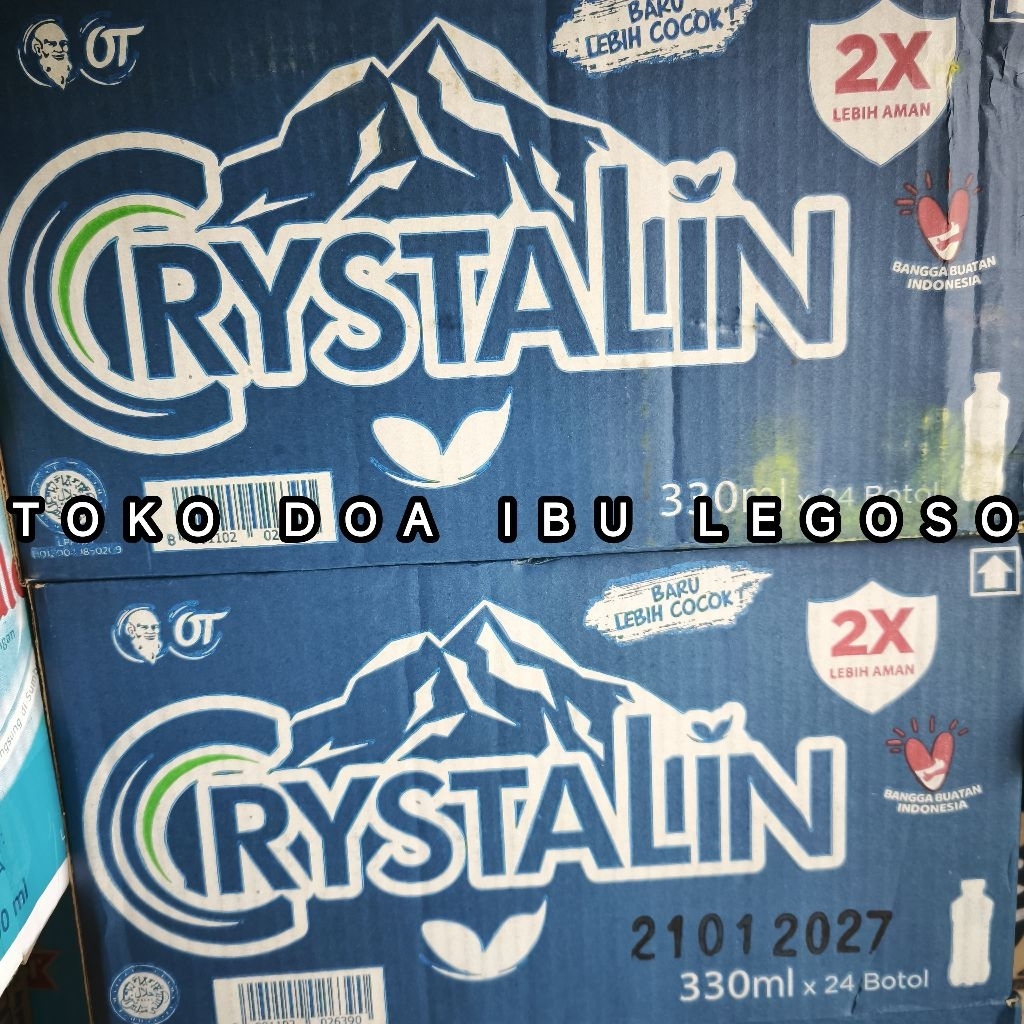 OT
BARU
LEBIH COCOK!
2X
LEBIH AMAN
CRYSTALIN
BANGGA BUATAN
INDONESIA
330ml x 24 Botol
TOKO DOA IBU LEGOSO
OT
BARU
LEBIH COCOK!
2X
LEBIH AMAN
CRYSTALIN
BANGGA BUATAN
INDONESIA
21012027
330ml x 24 Botol
026390